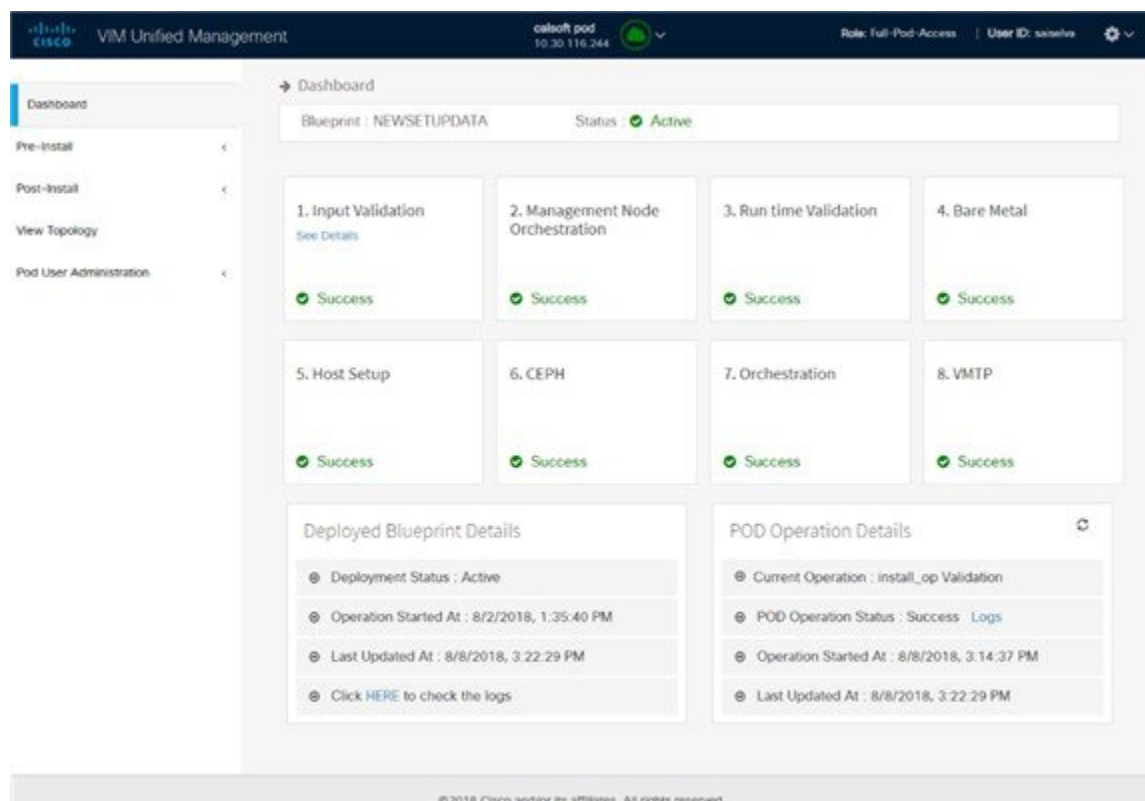 CISCO
VIM Unified Management
calsoft pod
10.30.116.244
Role: Full-Pod-Access | User ID: saiselva
Dashboard
Pre-Install
Post-Install
View Topology
Pod User Administration
Dashboard
Blueprint : NEWSETUPDATA Status : Active
1. Input Validation
See Details
Success
2. Management Node
Orchestration
Success
3. Run time Validation
Success
4. Bare Metal
Success
5. Host Setup
Success
6. CEPH
Success
7. Orchestration
Success
8. VMTP
Success
Deployed Blueprint Details
Deployment Status : Active
Operation Started At : 8/2/2018, 1:35:40 PM
Last Updated At : 8/8/2018, 3:22:29 PM
Click HERE to check the logs
POD Operation Details
Current Operation : install_op Validation
POD Operation Status : Success Logs
Operation Started At : 8/8/2018, 3:14:37 PM
Last Updated At : 8/8/2018, 3:22:29 PM
©2018 Cisco and/or its affiliates. All rights reserved.